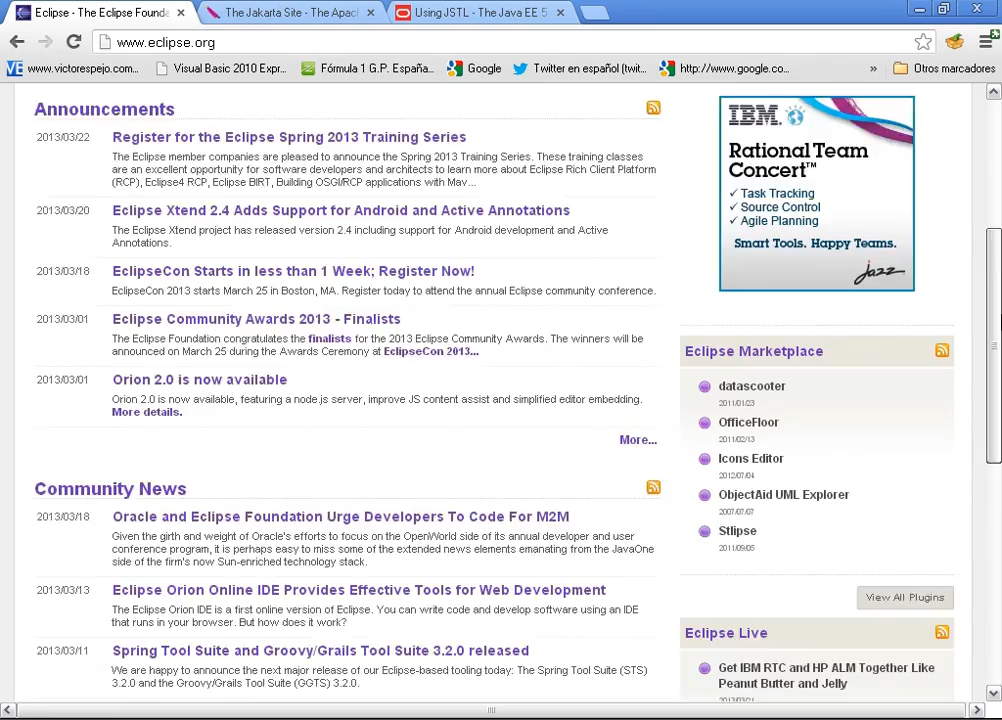 Eclipse - The Eclipse Founda
The Jakarta Site - The Apac
Using JSTL - The Java EE 5
www.eclipse.org
www.victorespejo.com...
Visual Basic 2010 Expr...
Fórmula 1 G.P. España...
Google
Twitter en español (twit...
http://www.google.co...
»
Otros marcadores
Announcements
2013/03/22
Register for the Eclipse Spring 2013 Training Series
The Eclipse member companies are pleased to announce the Spring 2013 Training Series. These training classes
are an excellent opportunity for software developers and architects to learn more about Eclipse Rich Client Platform
(RCP), Eclipse4 RCP, Eclipse BIRT, Building OSGI/RCP applications with Mav...
2013/03/20
Eclipse Xtend 2.4 Adds Support for Android and Active Annotations
The Eclipse Xtend project has released version 2.4 including support for Android development and Active
Annotations.
2013/03/18
EclipseCon Starts in less than 1 Week; Register Now!
EclipseCon 2013 starts March 25 in Boston, MA. Register today to attend the annual Eclipse community conference.
2013/03/01
Eclipse Community Awards 2013 - Finalists
The Eclipse Foundation congratulates the finalists for the 2013 Eclipse Community Awards. The winners will be
announced on March 25 during the Awards Ceremony at EclipseCon 2013...
2013/03/01
Orion 2.0 is now available
Orion 2.0 is now available, featuring a node.js server, improve JS content assist and simplified editor embedding.
More details.
More...
Community News
2013/03/18
Oracle and Eclipse Foundation Urge Developers To Code For M2M
Given the girth and weight of Oracle's efforts to focus on the OpenWorld side of its annual developer and user
conference program, it is perhaps easy to miss some of the extended news elements emanating from the JavaOne
side of the firm's now Sun-enriched technology stack.
2013/03/13
Eclipse Orion Online IDE Provides Effective Tools for Web Development
The Eclipse Orion IDE is a first online version of Eclipse. You can write code and develop software using an IDE
that runs in your browser. But how does it work?
2013/03/11
Spring Tool Suite and Groovy/Grails Tool Suite 3.2.0 released
We are happy to announce the next major release of our Eclipse-based tooling today: The Spring Tool Suite (STS)
3.2.0 and the Groovy/Grails Tool Suite (GGTS) 3.2.0.
IBM.
Rational Team
Concert™
✓ Task Tracking
✓ Source Control
✓ Agile Planning
Smart Tools. Happy Teams.
Jazz
Eclipse Marketplace
datascooter
2011/01/23
OfficeFloor
2011/02/13
Icons Editor
2012/07/04
ObjectAid UML Explorer
2007/07/07
Stlipse
2011/09/05
View All Plugins
Eclipse Live
Get IBM RTC and HP ALM Together Like
Peanut Butter and Jelly